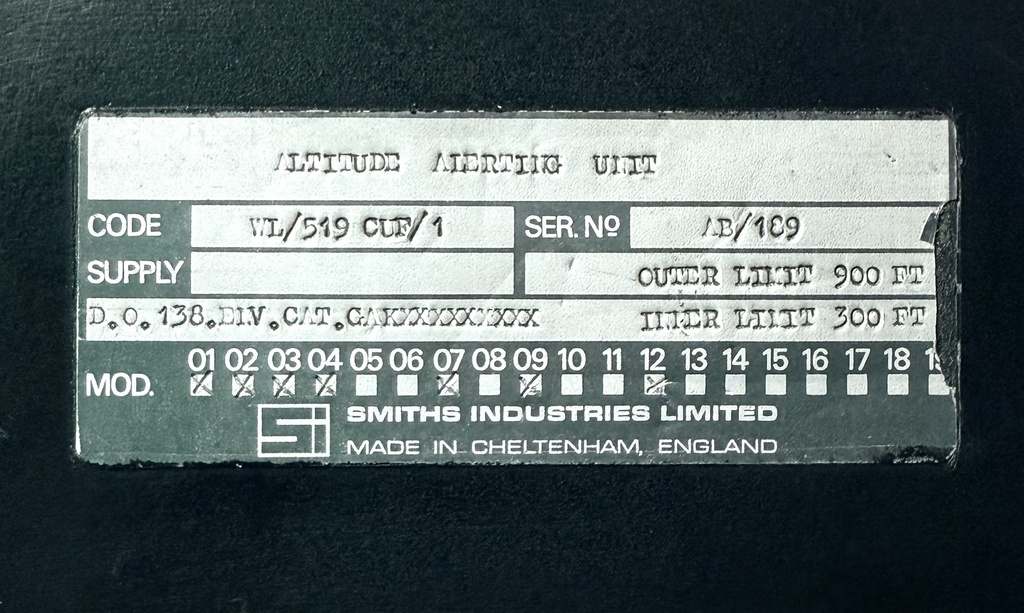 ALTITUDE ALERTING UNIT
CODE WL/519 CUF/1 SER. Nº AB/189
SUPPLY OUTER LIMIT 900 FT
D.O.138.DIV.CAT.GAKXXXXXXXXX INNER LIMIT 300 FT
01 02 03 04 05 06 07 08 09 10 11 12 13 14 15 16 17 18
MOD.
Si SMITHS INDUSTRIES LIMITED
MADE IN CHELTENHAM, ENGLAND